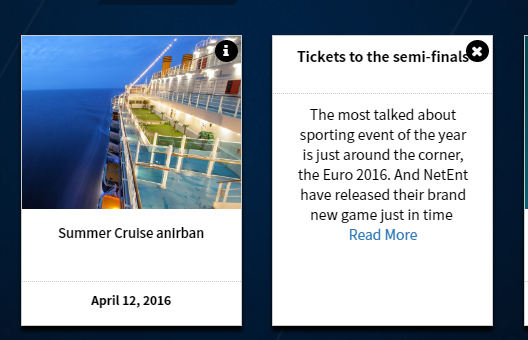 Summer Cruise anirban
April 12, 2016
Tickets to the semi-finals
The most talked about
sporting event of the year
is just around the corner,
the Euro 2016. And NetEnt
have released their brand
new game just in time
Read More